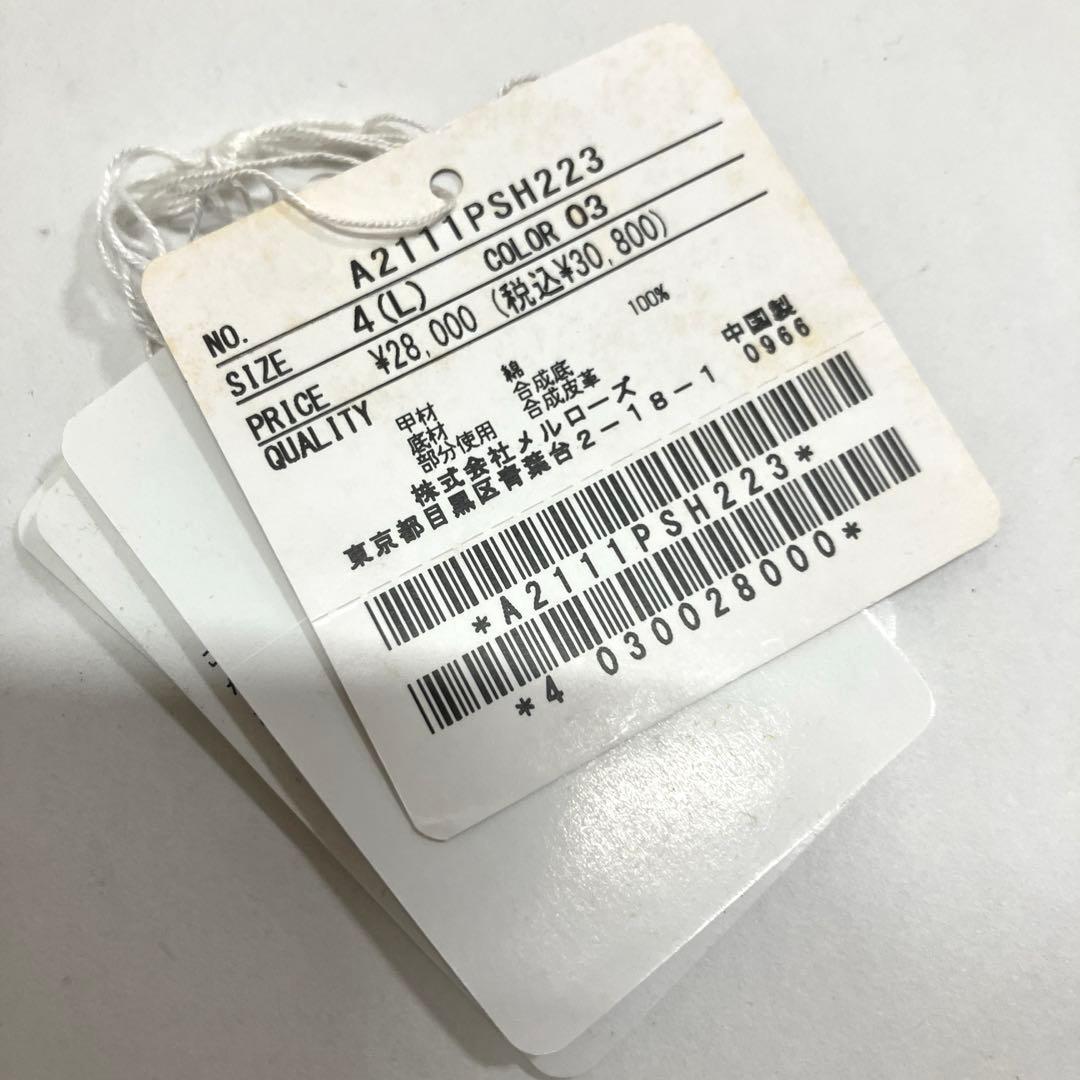 NO. A2111PSH223
SIZE 4(L) COLOR 03
PRICE ¥28,000 (税込¥30,800)
QUALITY
甲材 綿 100%
底材 合成底
部分使用 合成皮革
株式会社メルローズ 中国製
東京都目黒区青葉台2-18-1 0966
*A2111PSH223*
*4 030028000*